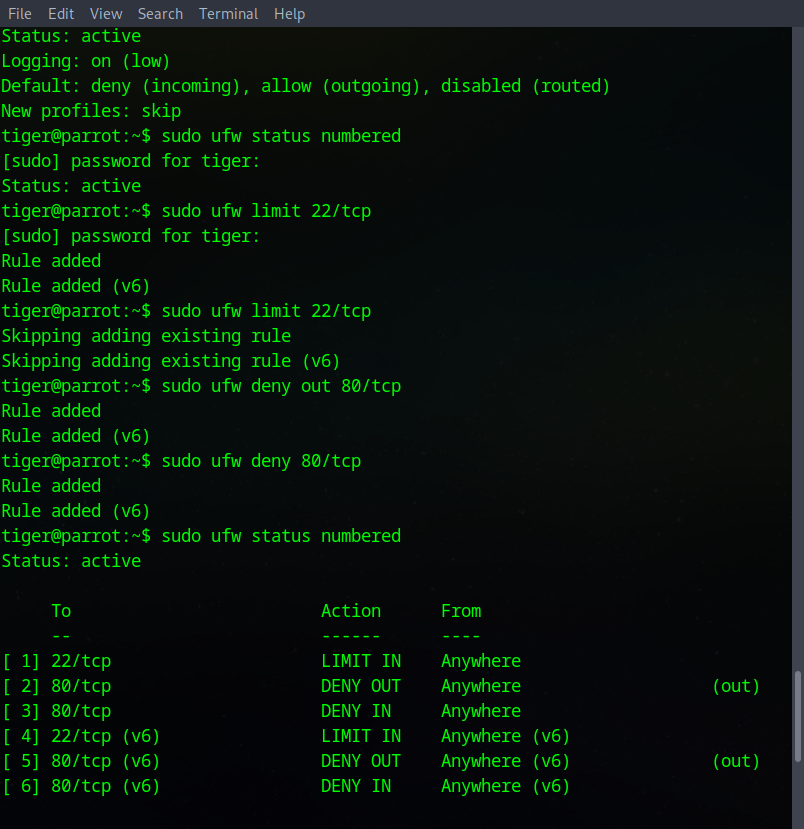 File Edit View Search Terminal Help
Status: active
Logging: on (low)
Default: deny (incoming), allow (outgoing), disabled (routed)
New profiles: skip
tiger@parrot:~$ sudo ufw status numbered
[sudo] password for tiger:
Status: active
tiger@parrot:~$ sudo ufw limit 22/tcp
[sudo] password for tiger:
Rule added
Rule added (v6)
tiger@parrot:~$ sudo ufw limit 22/tcp
Skipping adding existing rule
Skipping adding existing rule (v6)
tiger@parrot:~$ sudo ufw deny out 80/tcp
Rule added
Rule added (v6)
tiger@parrot:~$ sudo ufw deny 80/tcp
Rule added
Rule added (v6)
tiger@parrot:~$ sudo ufw status numbered
Status: active
     To                         Action      From
     --                         ------      ----
[ 1] 22/tcp                     LIMIT IN    Anywhere
[ 2] 80/tcp                     DENY OUT    Anywhere                   (out)
[ 3] 80/tcp                     DENY IN     Anywhere
[ 4] 22/tcp (v6)                LIMIT IN    Anywhere (v6)
[ 5] 80/tcp (v6)                DENY OUT    Anywhere (v6)              (out)
[ 6] 80/tcp (v6)                DENY IN     Anywhere (v6)